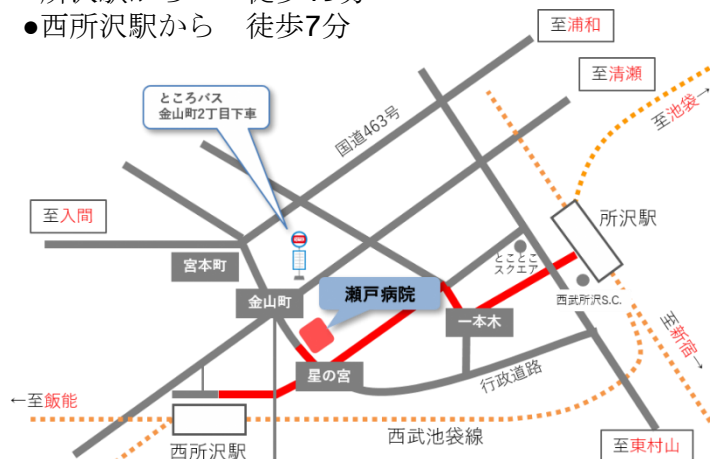 ●西所沢駅から　徒歩7分
至浦和
至清瀬
至池袋→
ところバス
金山町2丁目下車
国道463号
至入間
所沢駅
宮本町
とことこ
スクエア
金山町
瀬戸病院
西武所沢S.C.
一本木
至新宿→
星の宮
行政道路
←至飯能
西武池袋線
西所沢駅
至東村山